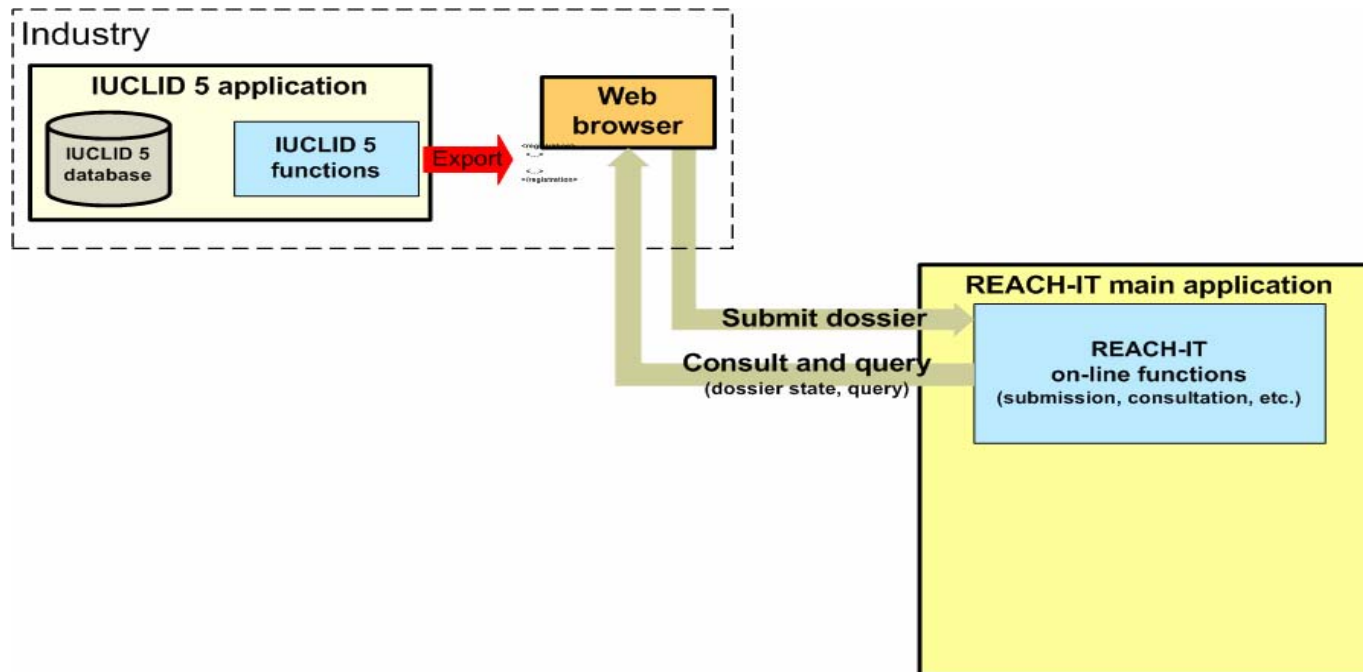 Industry
IUCLID 5 application
IUCLID 5
database
IUCLID 5
functions
Export
Web
browser
</registration>
Submit dossier
Consult and query
(dossier state, query)
REACH-IT main application
REACH-IT
on-line functions
(submission, consultation, etc.)